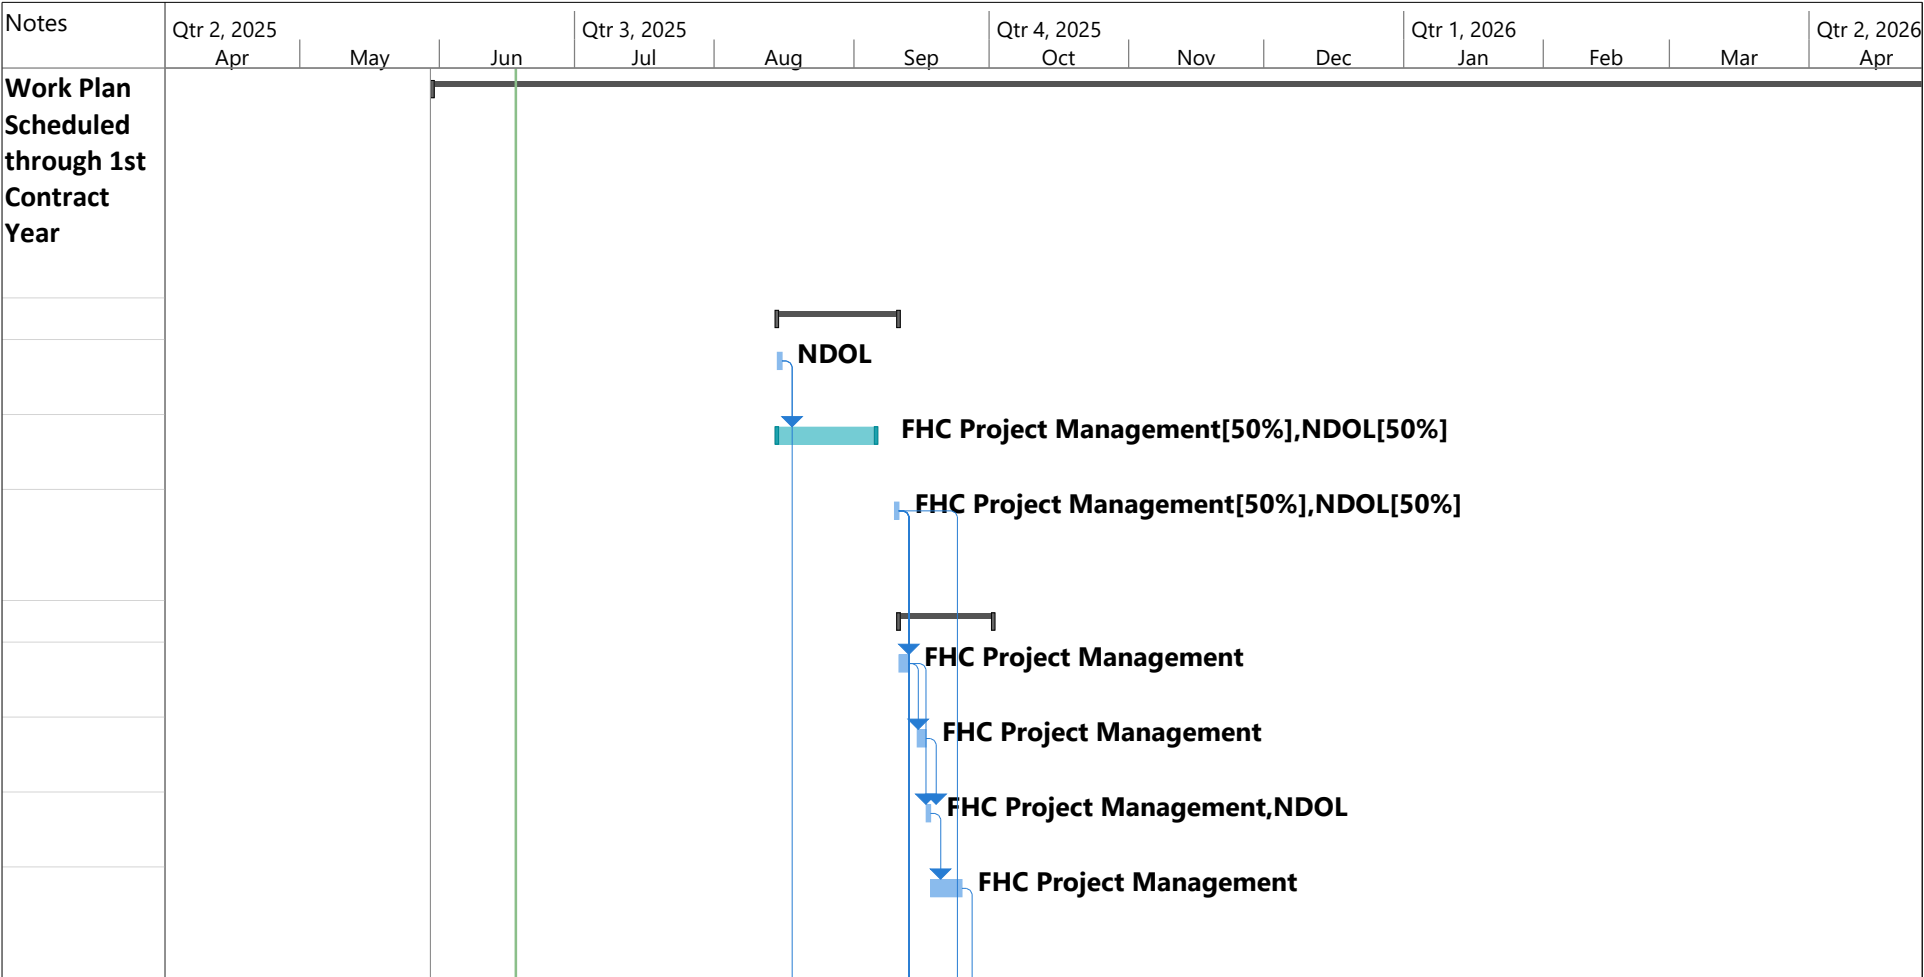 Notes
Qtr 2, 2025 Qtr 3, 2025 Qtr 4, 2025 Qtr 1, 2026 Qtr 2, 2026
Apr May Jun Jul Aug Sep Oct Nov Dec Jan Feb Mar Apr
Work Plan
Scheduled
through 1st
Contract
Year
NDOL
FHC Project Management[50%],NDOL[50%]
FHC Project Management[50%],NDOL[50%]
FHC Project Management
FHC Project Management
FHC Project Management,NDOL
FHC Project Management